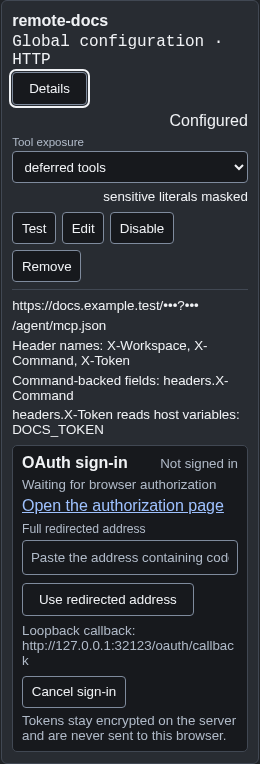 remote-docs
Global configuration ·
HTTP
Details
Configured
Tool exposure
deferred tools
sensitive literals masked
Test Edit Disable
Remove
https://docs.example.test/•••?•••
/agent/mcp.json
Header names: X-Workspace, X-
Command, X-Token
Command-backed fields: headers.X-
Command
headers.X-Token reads host variables:
DOCS_TOKEN
OAuth sign-in Not signed in
Waiting for browser authorization
Open the authorization page
Full redirected address
Paste the address containing cod
Use redirected address
Loopback callback:
http://127.0.0.1:32123/oauth/callbac
k
Cancel sign-in
Tokens stay encrypted on the server
and are never sent to this browser.